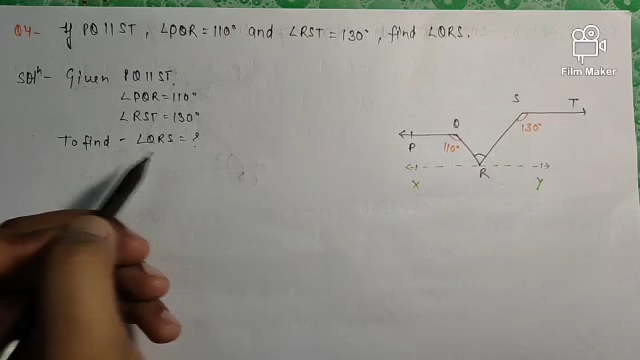 Q4- If PQ || ST, ∠PQR = 110° and ∠RST = 130°, find ∠QRS.
Film Maker
Solⁿ- Given PQ || ST.
∠PQR = 110°
∠RST = 130°
To find - ∠QRS = ?
S T
Q 130°
P 110°
R
X Y